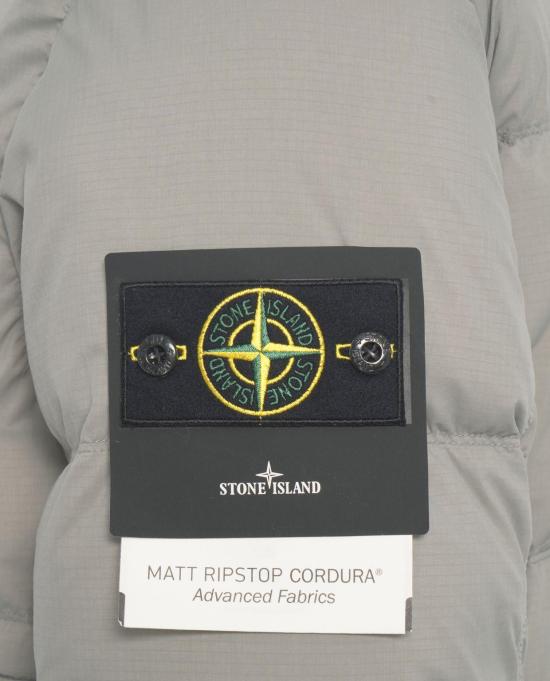 STONE ISLAND
STONE ISLAND
STONE ISLAND
MATT RIPSTOP CORDURA®
Advanced Fabrics